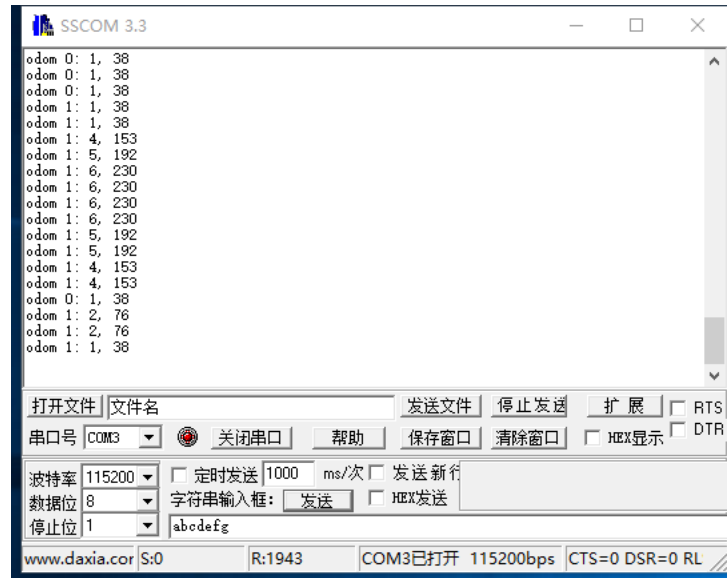 SSCOM 3.3
odom 0: 1, 38
odom 0: 1, 38
odom 0: 1, 38
odom 1: 1, 38
odom 1: 1, 38
odom 1: 4, 153
odom 1: 5, 192
odom 1: 6, 230
odom 1: 6, 230
odom 1: 6, 230
odom 1: 6, 230
odom 1: 5, 192
odom 1: 5, 192
odom 1: 4, 153
odom 1: 4, 153
odom 0: 1, 38
odom 1: 2, 76
odom 1: 2, 76
odom 1: 1, 38
打开文件 文件名 发送文件 停止发送 扩 展 RTS
串口号 COM3 关闭串口 帮助 保存窗口 清除窗口 HEX显示 DTR
波特率 115200 定时发送 1000 ms/次 发送新行
数据位 8 字符串输入框: 发送 HEX发送
停止位 1 abcdefg
www.daxia.cor S:0 R:1943 COM3已打开 115200bps CTS=0 DSR=0 RL